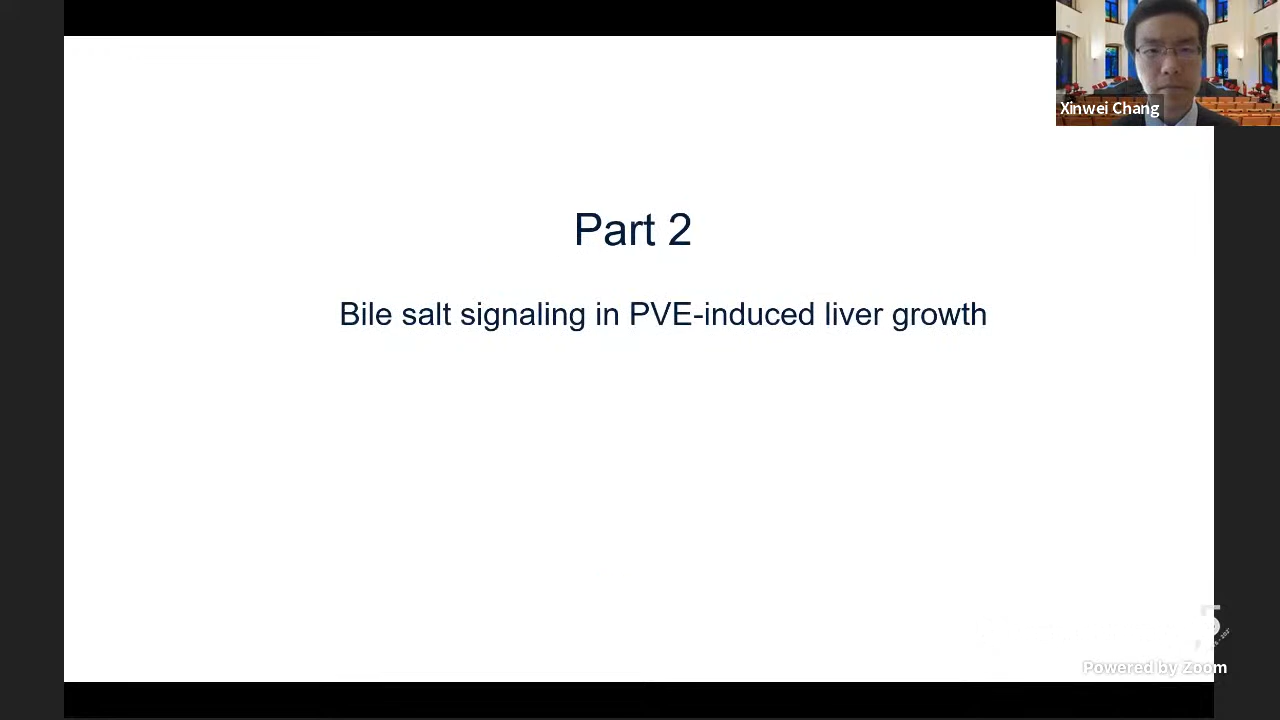 Xinwei Chang
Part 2
Bile salt signaling in PVE-induced liver growth
Powered by Zoom